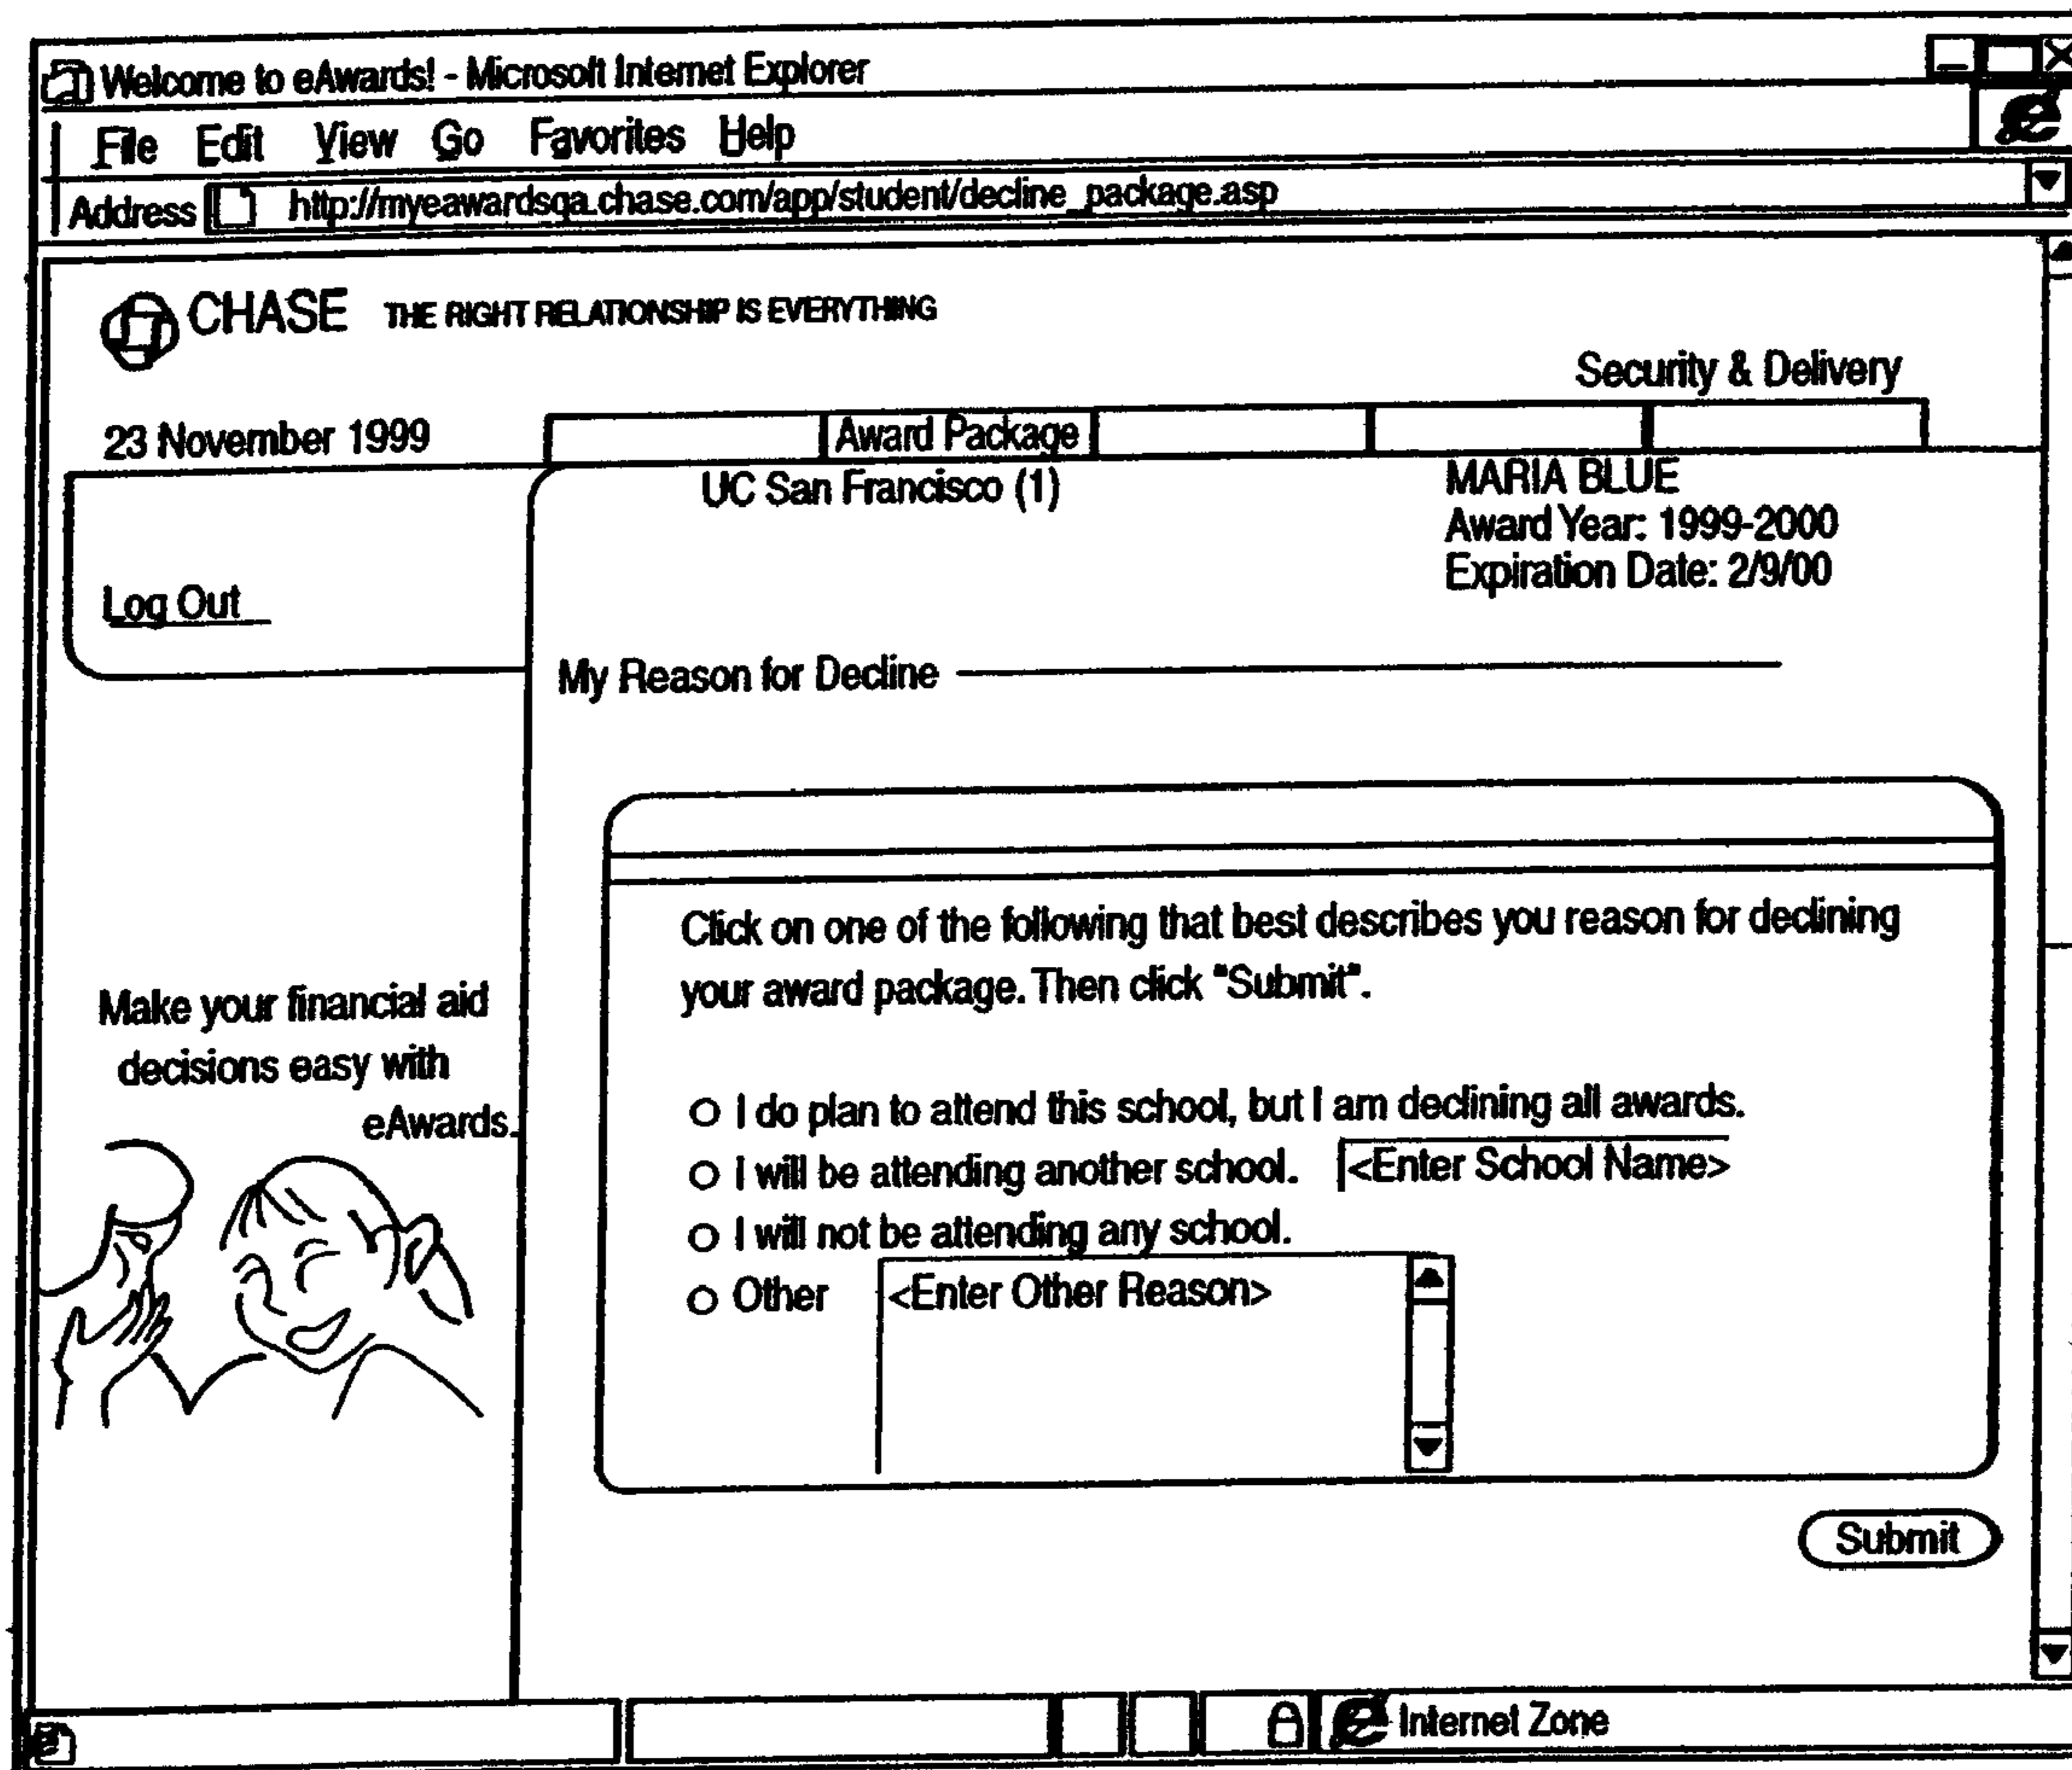 Welcome to eAwards! - Microsoft Internet Explorer
File Edit View Go Favorites Help
Address http://myeawardsqa.chase.com/app/student/decline_package.asp
CHASE THE RIGHT RELATIONSHIP IS EVERYTHING
Security & Delivery
23 November 1999
Award Package
UC San Francisco (1)
MARIA BLUE
Award Year: 1999-2000
Expiration Date: 2/9/00
Log Out
My Reason for Decline
Click on one of the following that best describes you reason for declining
your award package. Then click "Submit".
I do plan to attend this school, but I am declining all awards.
I will be attending another school. <Enter School Name>
I will not be attending any school.
Other <Enter Other Reason>
Make your financial aid
decisions easy with
eAwards.
Submit
Internet Zone